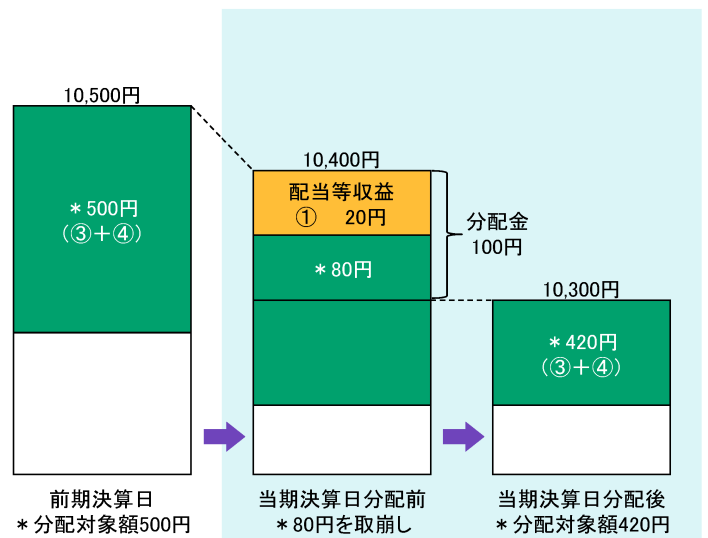 10,500円
＊500円
（③＋④）
前期決算日
＊分配対象額500円
10,400円
配当等収益
① 20円
＊80円
分配金
100円
当期決算日分配前
＊80円を取崩し
10,300円
＊420円
（③＋④）
当期決算日分配後
＊分配対象額420円